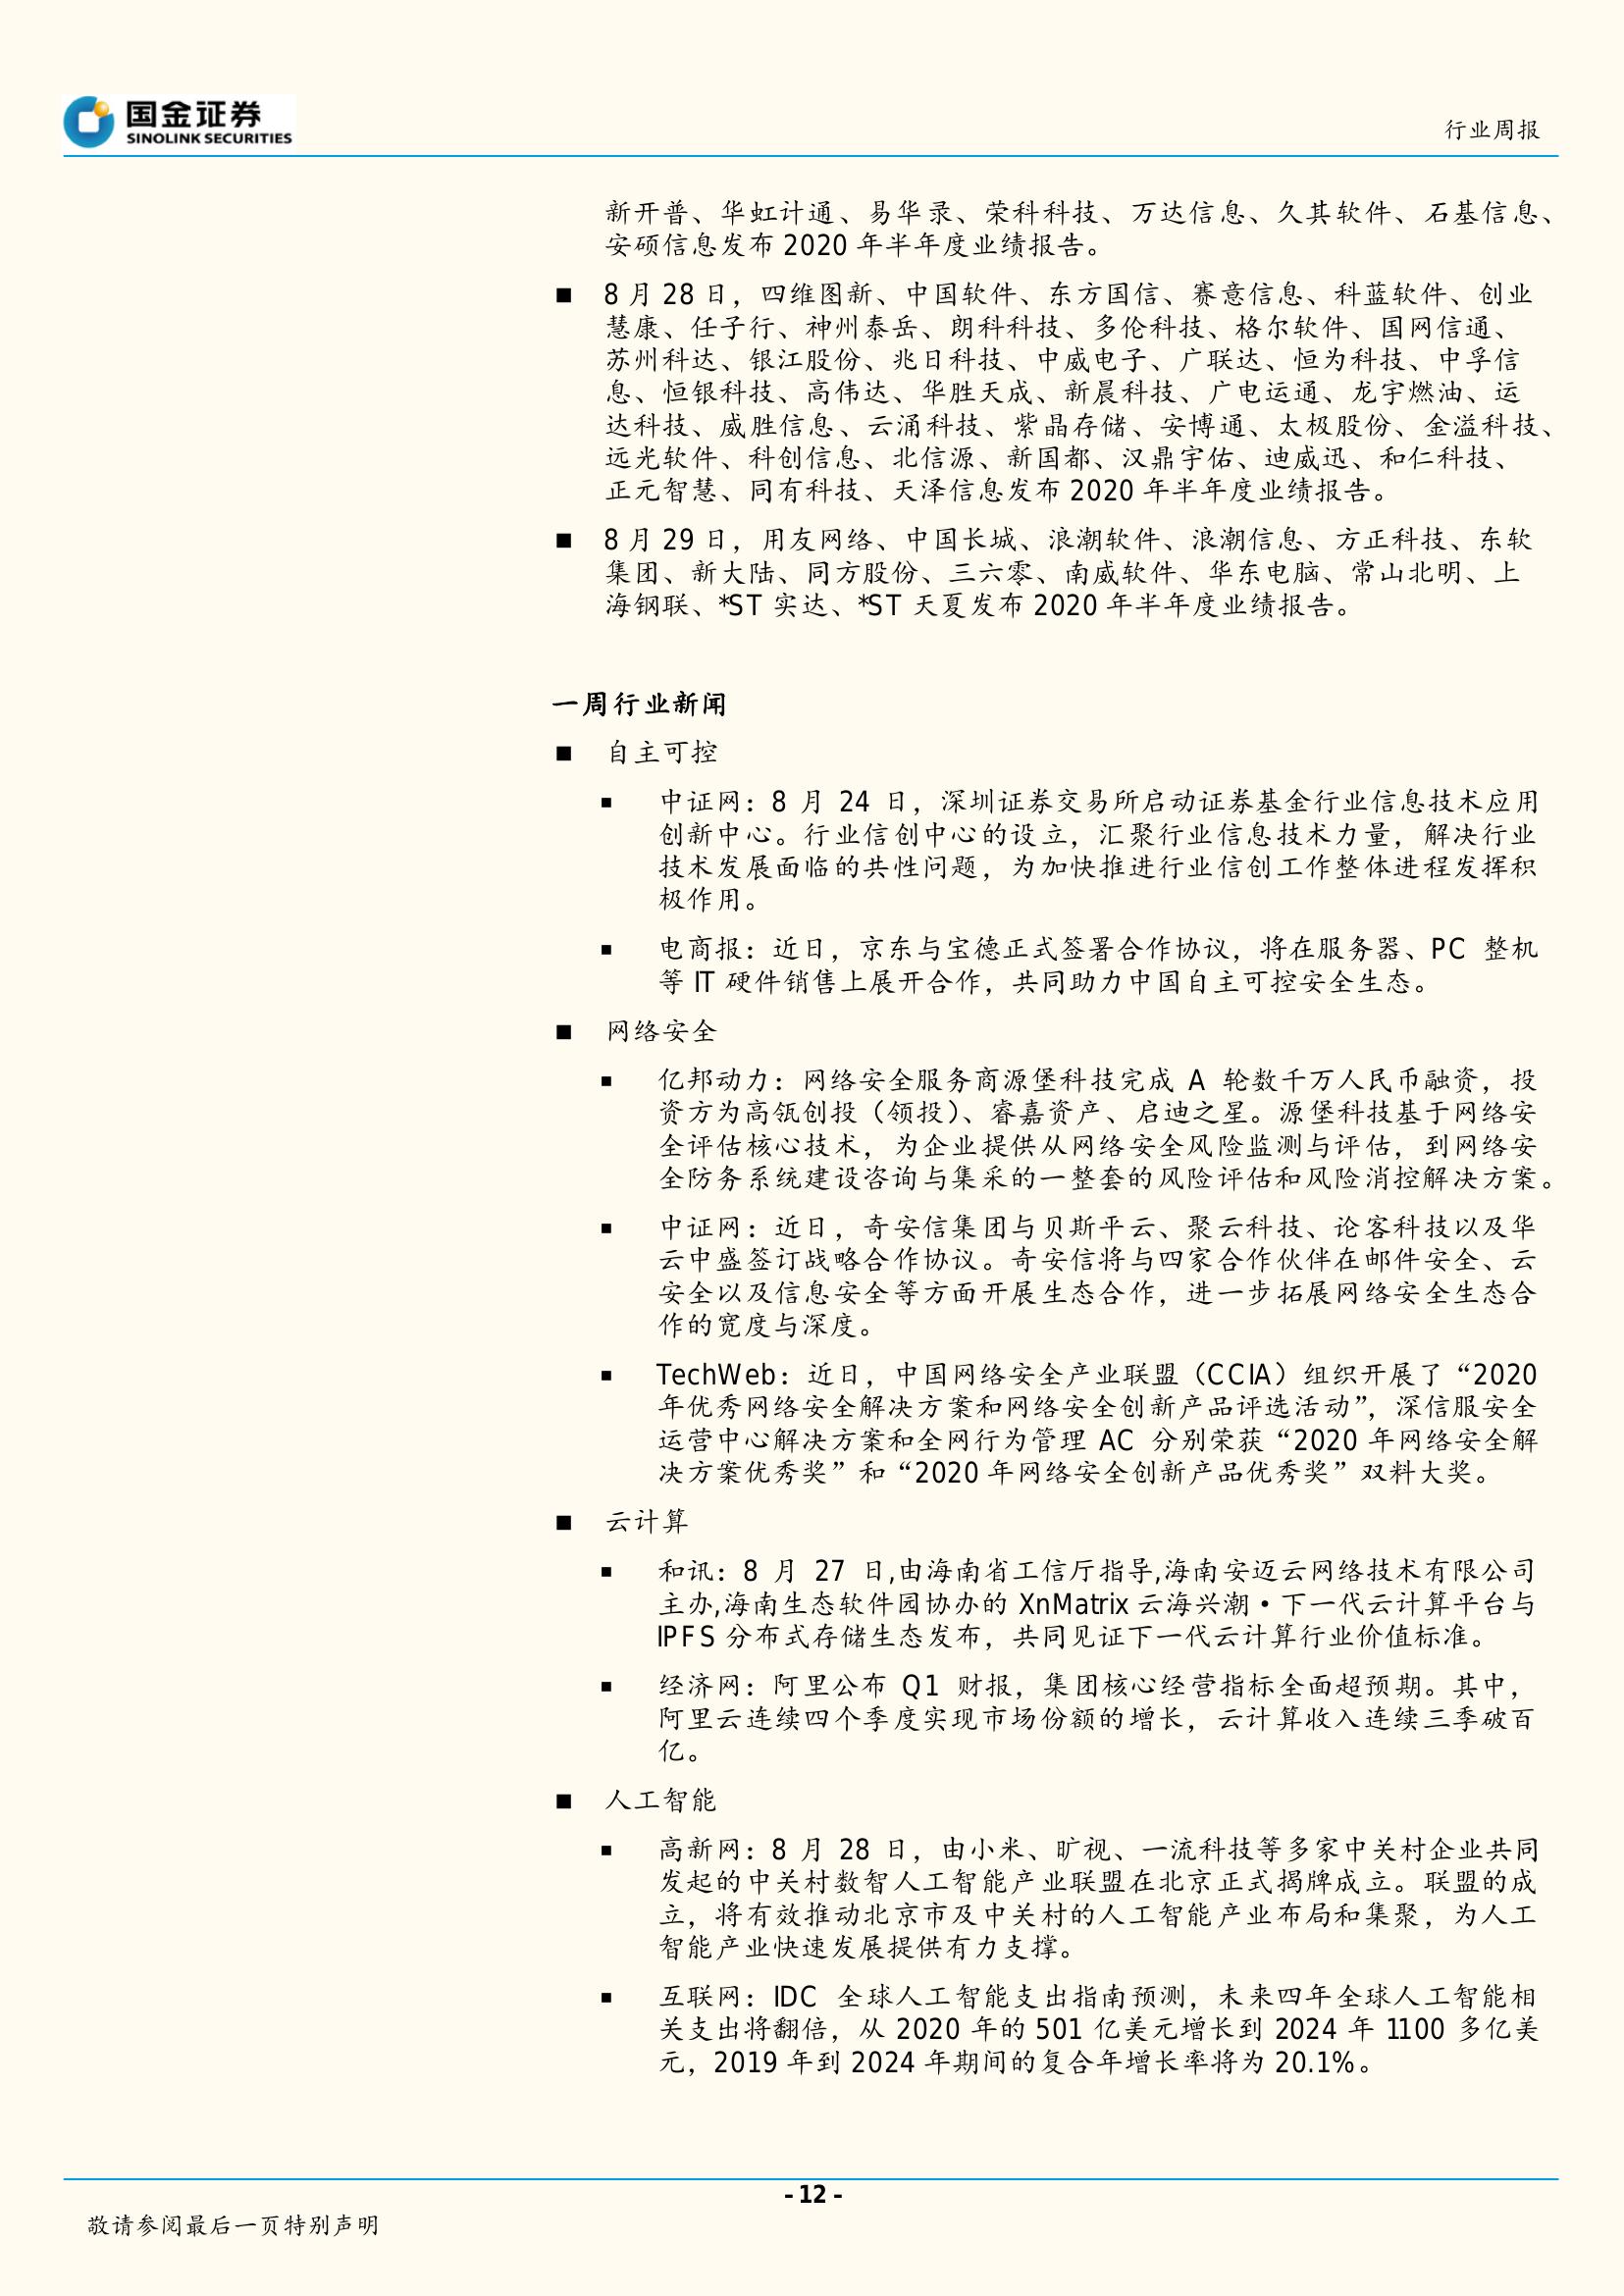 国金证券
SINOLINK SECURITIES
行业周报
新开普、华虹计通、易华录、荣科科技、万达信息、久其软件、石基信息、
安硕信息发布 2020 年半年度业绩报告。
■ 8 月 28 日，四维图新、中国软件、东方国信、赛意信息、科蓝软件、创业
慧康、任子行、神州泰岳、朗科科技、多伦科技、格尔软件、国网信通、
苏州科达、银江股份、兆日科技、中威电子、广联达、恒为科技、中孚信
息、恒银科技、高伟达、华胜天成、新晨科技、广电运通、龙宇燃油、运
达科技、威胜信息、云涌科技、紫晶存储、安博通、太极股份、金溢科技、
远光软件、科创信息、北信源、新国都、汉鼎宇佑、迪威迅、和仁科技、
正元智慧、同有科技、天泽信息发布 2020 年半年度业绩报告。
■ 8 月 29 日，用友网络、中国长城、浪潮软件、浪潮信息、方正科技、东软
集团、新大陆、同方股份、三六零、南威软件、华东电脑、常山北明、上
海钢联、*ST 实达、*ST 天夏发布 2020 年半年度业绩报告。
一周行业新闻
■ 自主可控
▪ 中证网：8 月 24 日，深圳证券交易所启动证券基金行业信息技术应用
创新中心。行业信创中心的设立，汇聚行业信息技术力量，解决行业
技术发展面临的共性问题，为加快推进行业信创工作整体进程发挥积
极作用。
▪ 电商报：近日，京东与宝德正式签署合作协议，将在服务器、PC 整机
等 IT 硬件销售上展开合作，共同助力中国自主可控安全生态。
■ 网络安全
▪ 亿邦动力：网络安全服务商源堡科技完成 A 轮数千万人民币融资，投
资方为高瓴创投（领投）、睿嘉资产、启迪之星。源堡科技基于网络安
全评估核心技术，为企业提供从网络安全风险监测与评估，到网络安
全防务系统建设咨询与集采的一整套的风险评估和风险消控解决方案。
▪ 中证网：近日，奇安信集团与贝斯平云、聚云科技、论客科技以及华
云中盛签订战略合作协议。奇安信将与四家合作伙伴在邮件安全、云
安全以及信息安全等方面开展生态合作，进一步拓展网络安全生态合
作的宽度与深度。
▪ TechWeb：近日，中国网络安全产业联盟（CCIA）组织开展了“2020
年优秀网络安全解决方案和网络安全创新产品评选活动”，深信服安全
运营中心解决方案和全网行为管理 AC 分别荣获“2020 年网络安全解
决方案优秀奖”和“2020 年网络安全创新产品优秀奖”双料大奖。
■ 云计算
▪ 和讯：8 月 27 日,由海南省工信厅指导,海南安迈云网络技术有限公司
主办,海南生态软件园协办的 XnMatrix 云海兴潮•下一代云计算平台与
IPFS 分布式存储生态发布，共同见证下一代云计算行业价值标准。
▪ 经济网：阿里公布 Q1 财报，集团核心经营指标全面超预期。其中，
阿里云连续四个季度实现市场份额的增长，云计算收入连续三季破百
亿。
■ 人工智能
▪ 高新网：8 月 28 日，由小米、旷视、一流科技等多家中关村企业共同
发起的中关村数智人工智能产业联盟在北京正式揭牌成立。联盟的成
立，将有效推动北京市及中关村的人工智能产业布局和集聚，为人工
智能产业快速发展提供有力支撑。
▪ 互联网：IDC 全球人工智能支出指南预测，未来四年全球人工智能相
关支出将翻倍，从 2020 年的 501 亿美元增长到 2024 年 1100 多亿美
元，2019 年到 2024 年期间的复合年增长率将为 20.1%。
- 12 -
敬请参阅最后一页特别声明